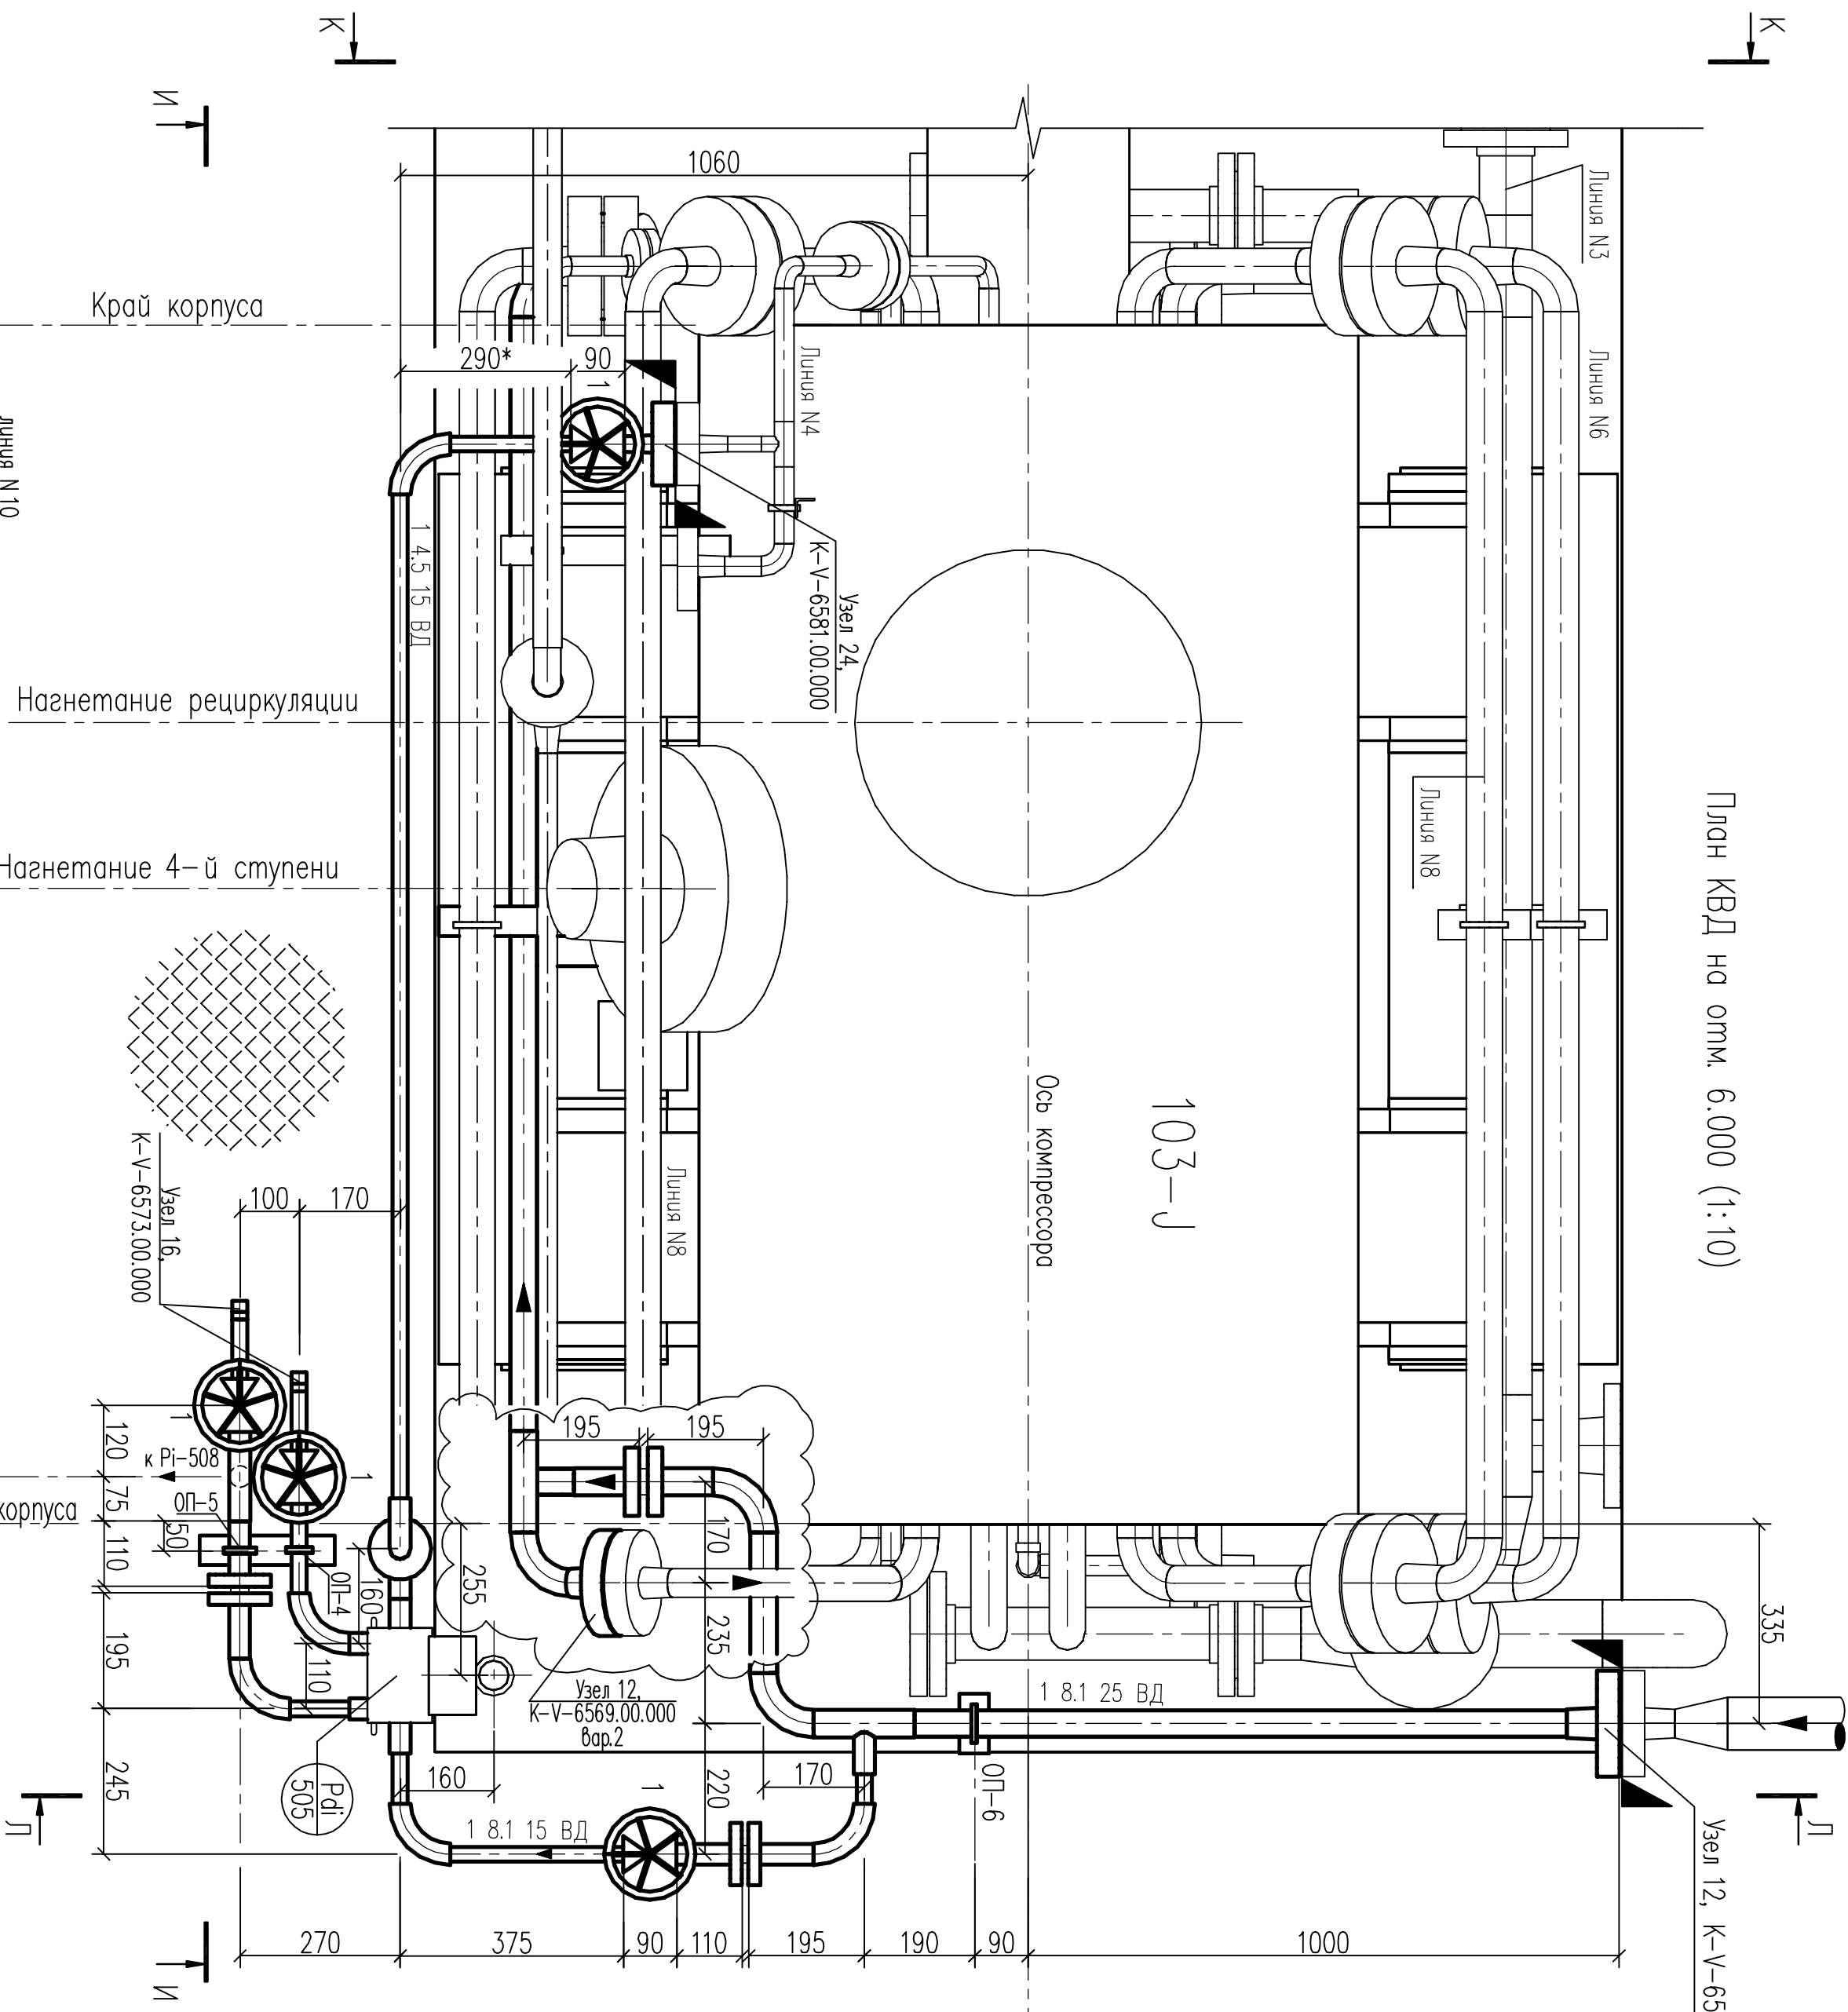 К
К
И
1060
Линия N3
Край корпуса
290*
90
1
Линия N4
Линия N6
линия N10
1 4.5 15 ВД
Узел 24,
К-V-6581.00.000
Нагнетание рециркуляции
Линия N8
План КВД на отм. 6.000 (1:10)
Нагнетание 4-й ступени
Ось компрессора
103-J
Узел 16,
К-V-6573.00.000
100
170
Линия N8
120
75
110
195
245
1
1
к Pi-508
ОП-5
50
ОП-4
корпуса
160
110
255
195
195
170
235
220
335
Узел 12,
К-V-6569.00.000
вар.2
1 8.1 25 ВД
Pdi
505
160
170
1
1 8.1 15 ВД
ОП-6
Л
Л
Узел 12, К-V-65
270
375
90
110
195
190
90
1000
И